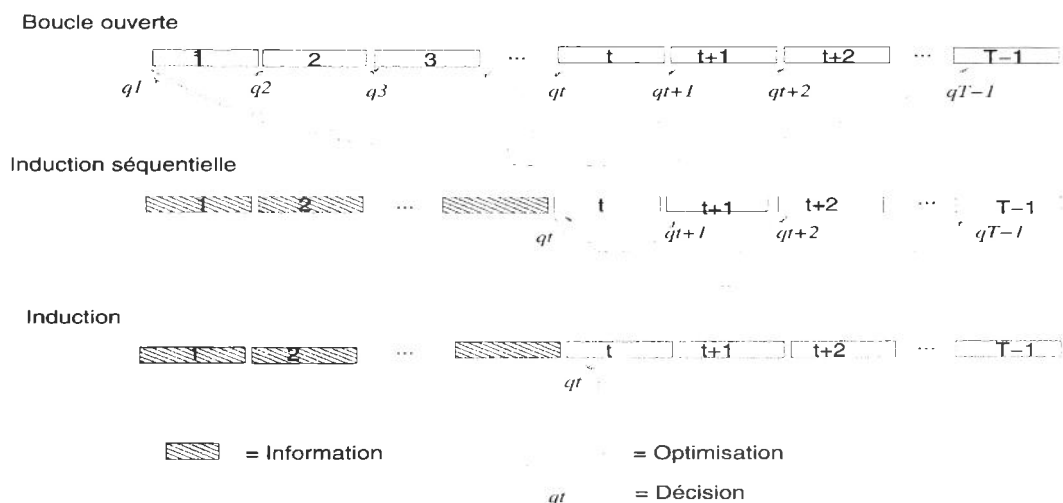 Boucle ouverte
1 2 3 ... t t+1 t+2 ... T-1
q1 q2 q3 qt qt+1 qt+2 qT-1
Induction séquentielle
1 2 ... t t+1 t+2 ... T-1
qt qt+1 qt+2 qT-1
Induction
1 2 ... t t+1 t+2 ... T-1
qt
= Information = Optimisation
qt = Décision